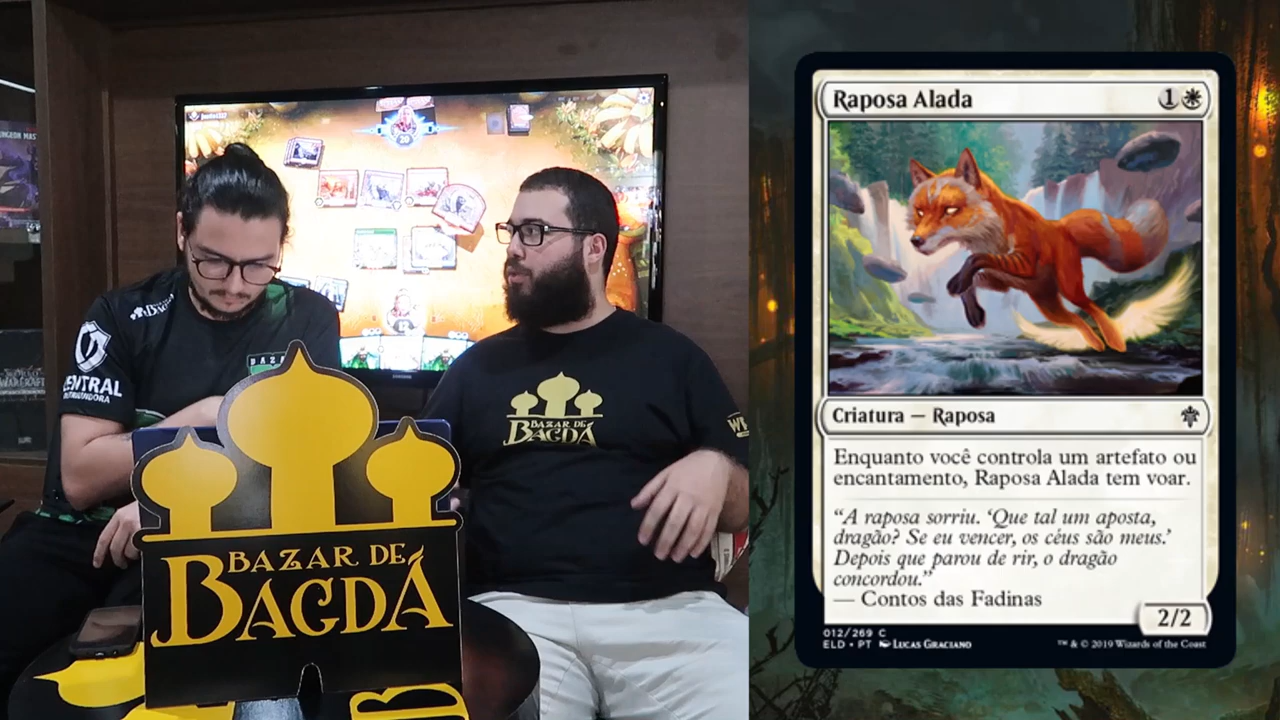 BAZAR DE
BAGDÁ
CENTRAL
DISTRIBUIDORA
BAZAR DE
BAGDÁ
SAMSUNG
Raposa Alada
1
Criatura — Raposa
Enquanto você controla um artefato ou
encantamento, Raposa Alada tem voar.
“A raposa sorriu. ‘Que tal um aposta,
dragão? Se eu vencer, os céus são meus.’
Depois que parou de rir, o dragão
concordou.”
— Contos das Fadinas
2/2
012/269 C
ELD • PT LUCAS GRACIANO
™ & © 2019 Wizards of the Coast